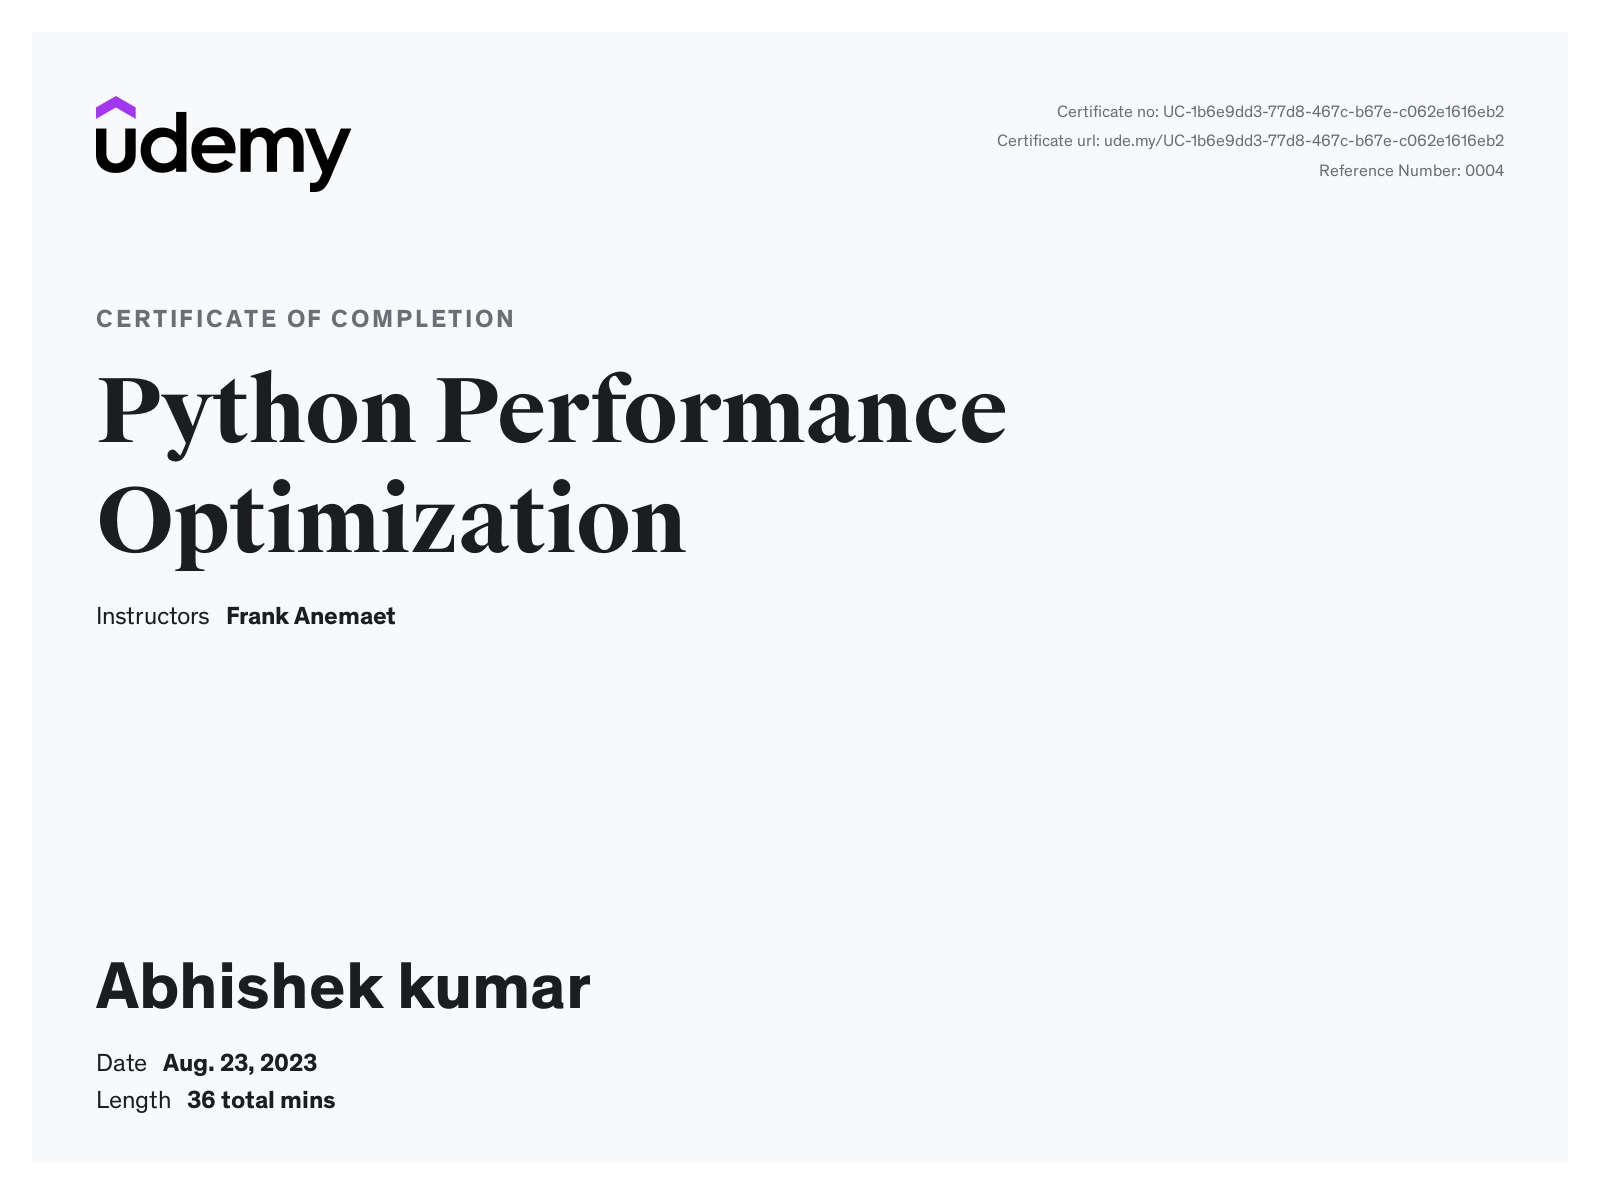 udemy
Certificate no: UC-1b6e9dd3-77d8-467c-b67e-c062e1616eb2
Certificate url: ude.my/UC-1b6e9dd3-77d8-467c-b67e-c062e1616eb2
Reference Number: 0004
CERTIFICATE OF COMPLETION
Python Performance
Optimization
Instructors Frank Anemaet
Abhishek kumar
Date Aug. 23, 2023
Length 36 total mins